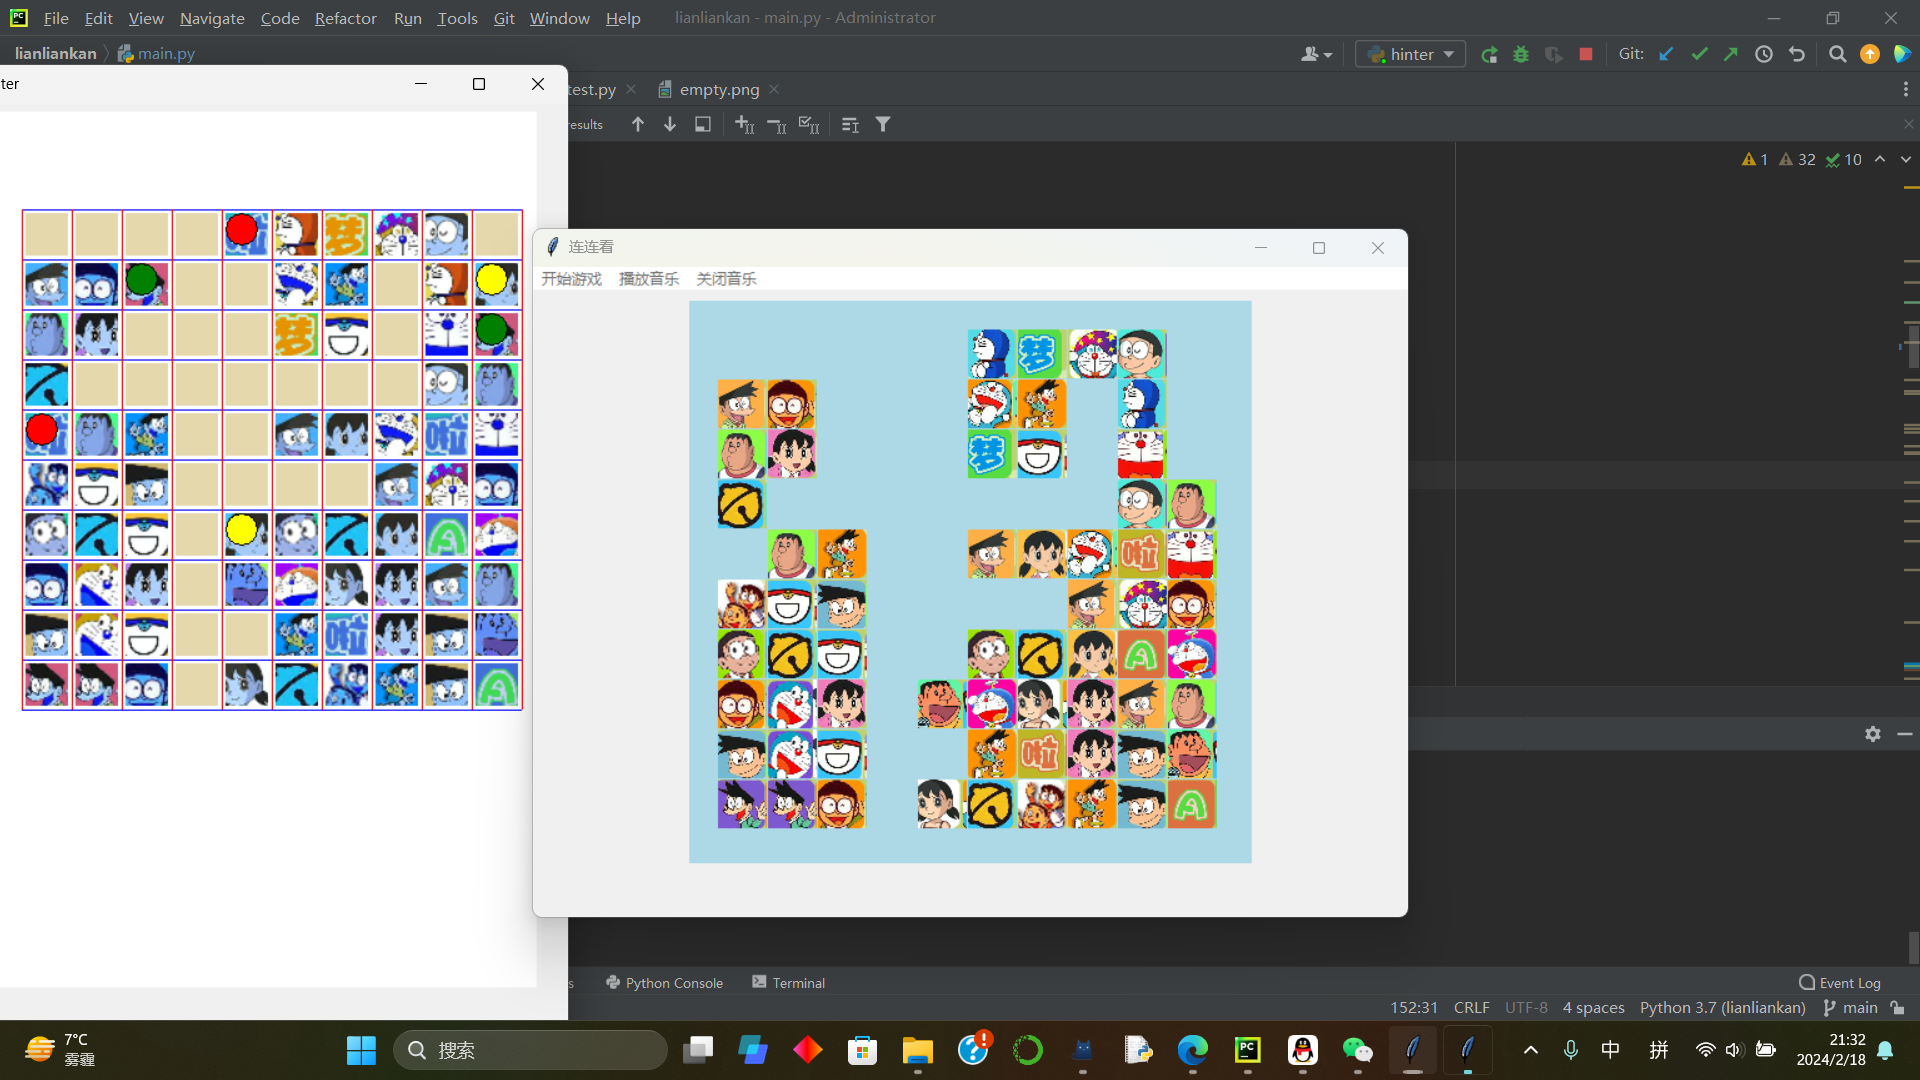 File Edit View Navigate Code Refactor Run Tools Git Window Help lianliankan - main.py - Administrator
lianliankan main.py hinter Git:
ter
test.py empty.png
results
1 32 10
连连看
开始游戏 播放音乐 关闭音乐
啦 梦
梦
梦
梦
啦 啦
啦
A
A
啦
啦
A
A
s Python Console Terminal Event Log
152:31 CRLF UTF-8 4 spaces Python 3.7 (lianliankan) main
7°C
雾霾
搜索
中 拼
21:32
2024/2/18